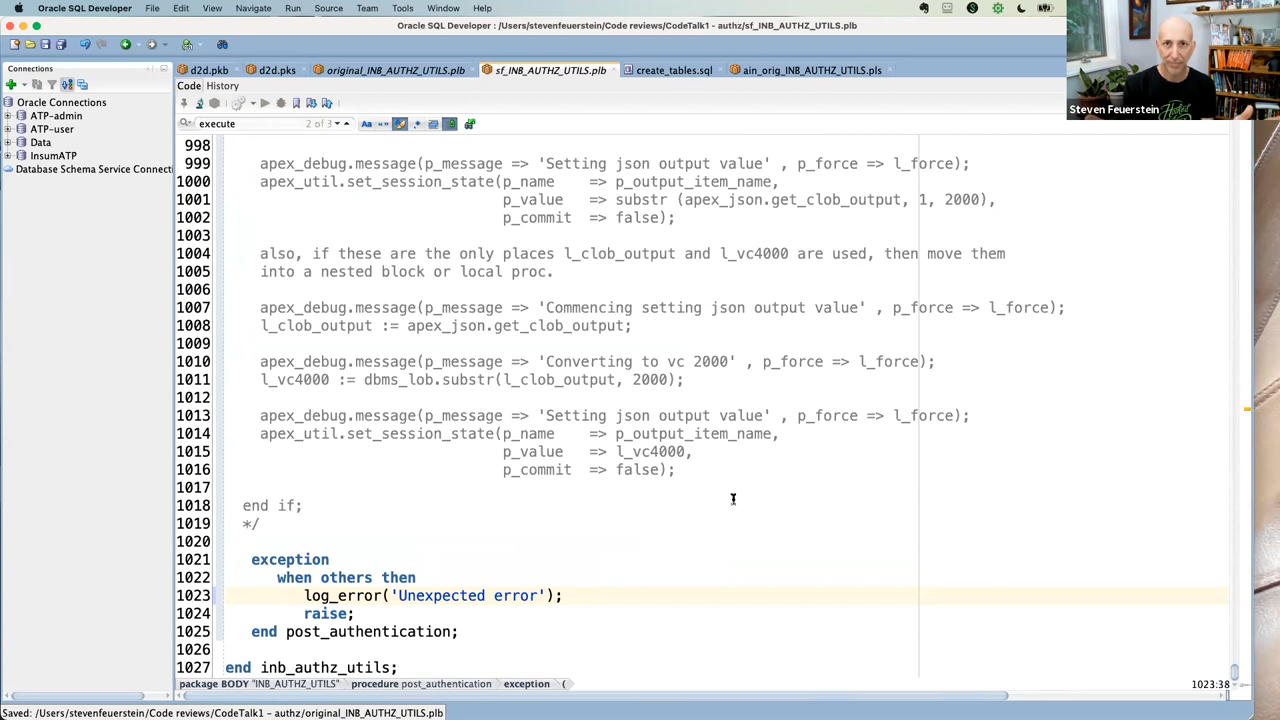 SQL Developer File Edit View Navigate Run Source Team Tools Window Help
Oracle SQL Developer : /Users/stevenfeuerstein/Code reviews/CodeTalk1 - authz/sf_INB_AUTHZ_UTILS.plb
Connections
Oracle Connections
ATP-admin
ATP-user
Data
InsumATP
Database Schema Service Connecti
d2d.pkb d2d.pks original_INB_AUTHZ_UTILS.plb sf_INB_AUTHZ_UTILS.plb create_tables.sql ain_orig_INB_AUTHZ_UTILS.pls
Code History
execute 2 of 3 Aa
998
999 apex_debug.message(p_message => 'Setting json output value' , p_force => l_force);
1000 apex_util.set_session_state(p_name => p_output_item_name,
1001 p_value => substr (apex_json.get_clob_output, 1, 2000),
1002 p_commit => false);
1003
1004 also, if these are the only places l_clob_output and l_vc4000 are used, then move them
1005 into a nested block or local proc.
1006
1007 apex_debug.message(p_message => 'Commencing setting json output value' , p_force => l_force);
1008 l_clob_output := apex_json.get_clob_output;
1009
1010 apex_debug.message(p_message => 'Converting to vc 2000' , p_force => l_force);
1011 l_vc4000 := dbms_lob.substr(l_clob_output, 2000);
1012
1013 apex_debug.message(p_message => 'Setting json output value' , p_force => l_force);
1014 apex_util.set_session_state(p_name => p_output_item_name,
1015 p_value => l_vc4000,
1016 p_commit => false);
1017
1018 end if;
1019 */
1020
1021 exception
1022 when others then
1023 log_error('Unexpected error');
1024 raise;
1025 end post_authentication;
1026
1027 end inb_authz_utils;
package BODY "INB_AUTHZ_UTILS" procedure post_authentication exception (
1023:38
Saved: /Users/stevenfeuerstein/Code reviews/CodeTalk1 - authz/original_INB_AUTHZ_UTILS.plb
Steven Feuerstein